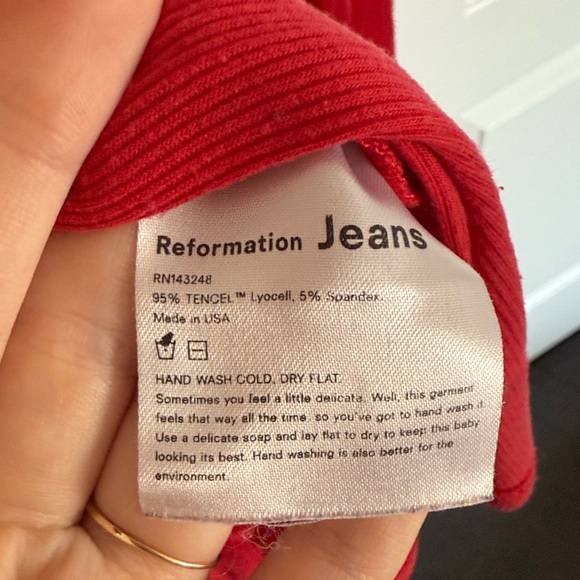 Reformation Jeans
RN143248
95% TENCEL™ Lyocell, 5% Spandex.
Made in USA
HAND WASH COLD, DRY FLAT.
Sometimes you feel a little delicate. Well, this garment
feels that way all the time, so you've got to hand wash it.
Use a delicate soap and lay flat to dry to keep this baby
looking its best. Hand washing is also better for the
environment.